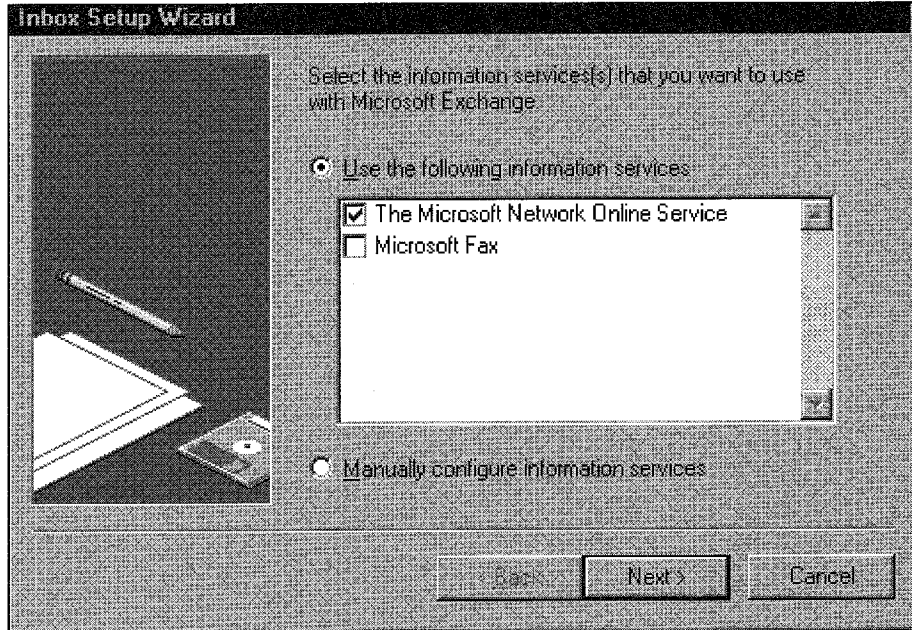 Inbox Setup Wizard
Select the information services(s) that you want to use
with Microsoft Exchange
Use the following information services
The Microsoft Network Online Service
Microsoft Fax
Manually configure information services
< Back
Next >
Cancel